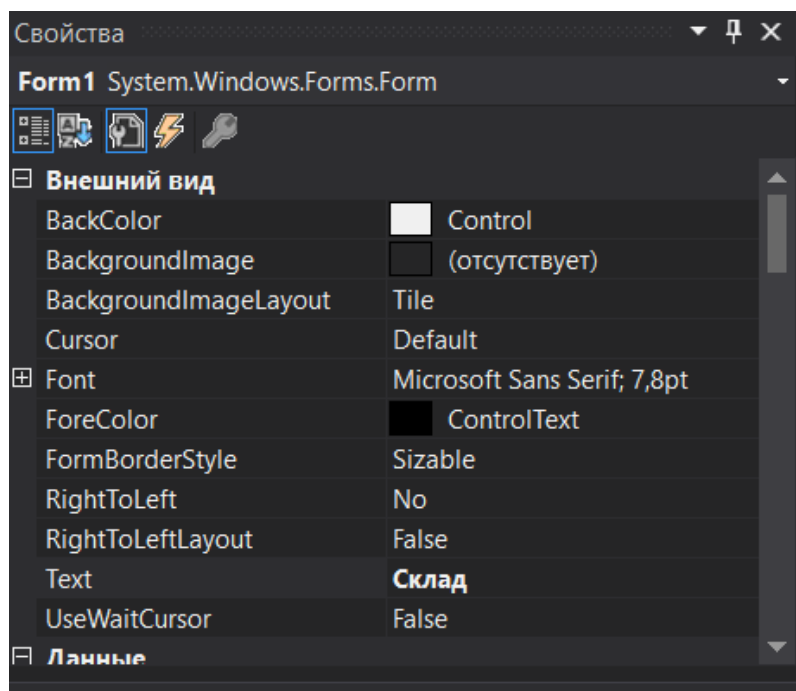 Свойства
Form1 System.Windows.Forms.Form
Внешний вид
BackColor Control
BackgroundImage (отсутствует)
BackgroundImageLayout Tile
Cursor Default
Font Microsoft Sans Serif; 7,8pt
ForeColor ControlText
FormBorderStyle Sizable
RightToLeft No
RightToLeftLayout False
Text Склад
UseWaitCursor False
Данные